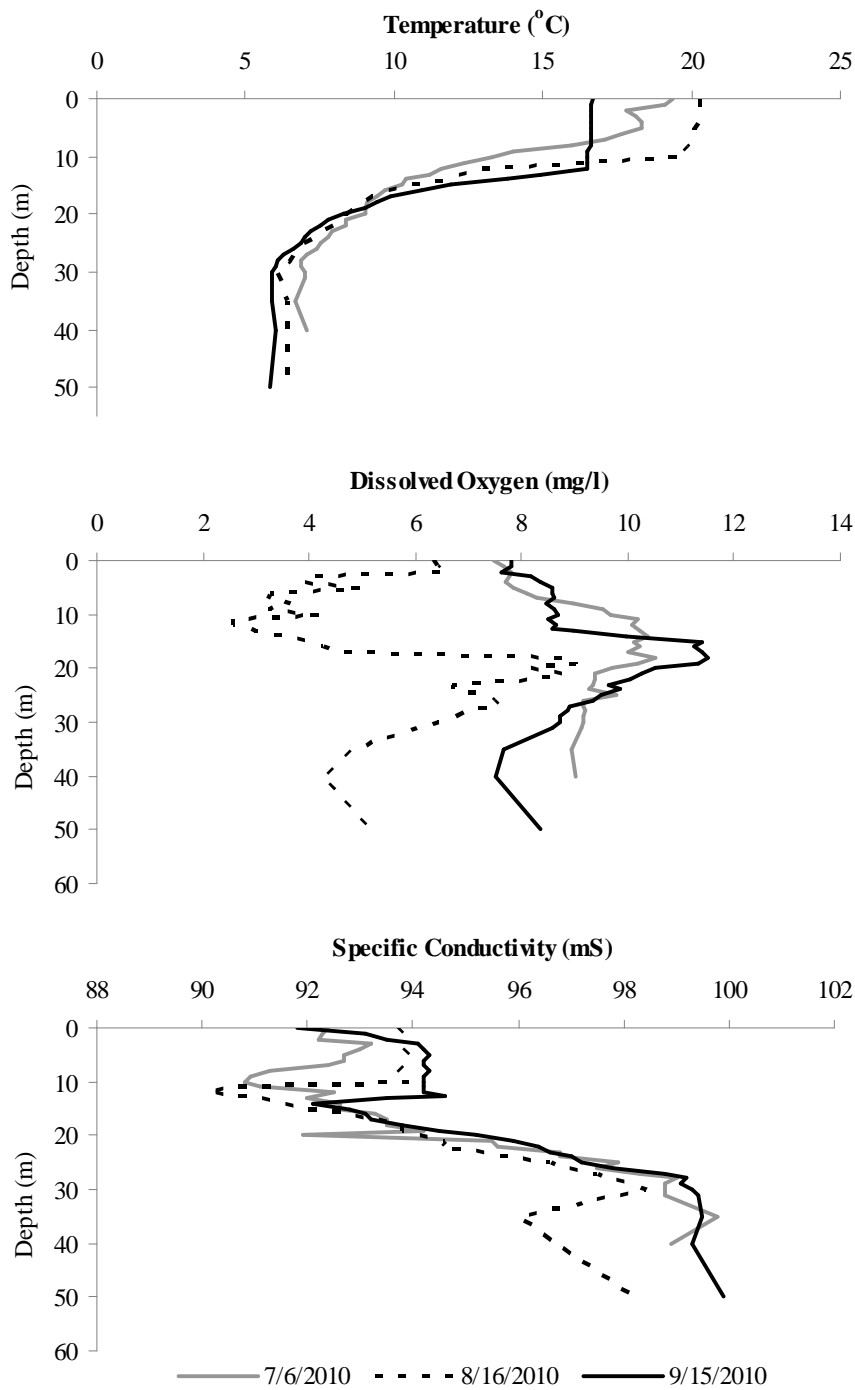 Temperature (°C)
0 5 10 15 20 25
0
10
20
30
40
50
Depth (m)
Dissolved Oxygen (mg/l)
0 2 4 6 8 10 12 14
0
10
20
30
40
50
60
Depth (m)
Specific Conductivity (mS)
88 90 92 94 96 98 100 102
0
10
20
30
40
50
60
Depth (m)
7/6/2010 8/16/2010 9/15/2010